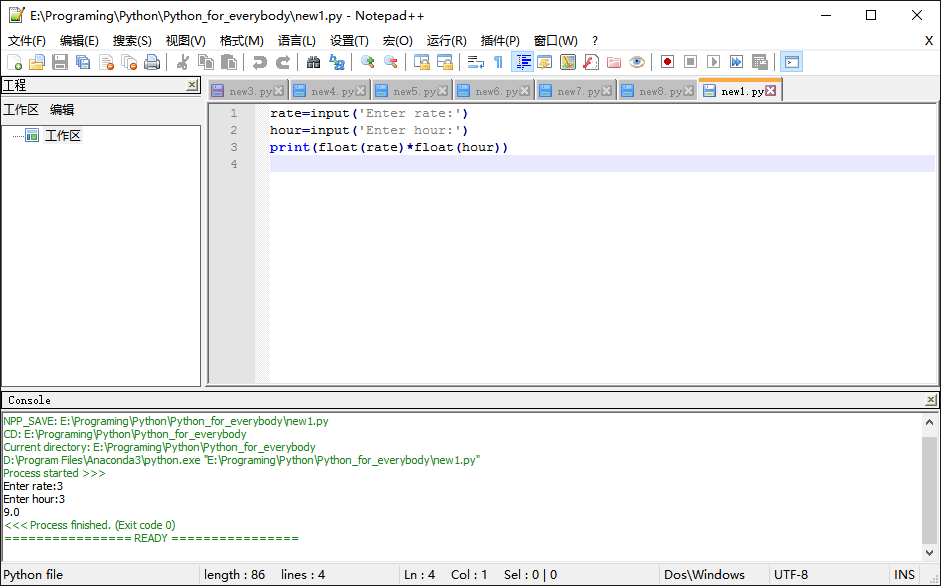 E:\Programing\Python\Python_for_everybody\new1.py - Notepad++
文件(F) 编辑(E) 搜索(S) 视图(V) 格式(M) 语言(L) 设置(T) 宏(O) 运行(R) 插件(P) 窗口(W) ? X
工程
new3.py new4.py new5.py new6.py new7.py new8.py new1.py
工作区 编辑
工作区
1 rate=input('Enter rate:')
2 hour=input('Enter hour:')
3 print(float(rate)*float(hour))
4
Console
NPP_SAVE: E:\Programing\Python\Python_for_everybody\new1.py
CD: E:\Programing\Python\Python_for_everybody
Current directory: E:\Programing\Python\Python_for_everybody
D:\Program Files\Anaconda3\python.exe "E:\Programing\Python\Python_for_everybody\new1.py"
Process started >>>
Enter rate:3
Enter hour:3
9.0
<<< Process finished. (Exit code 0)
================ READY ================
Python file length : 86 lines : 4 Ln : 4 Col : 1 Sel : 0 | 0 Dos\Windows UTF-8 INS